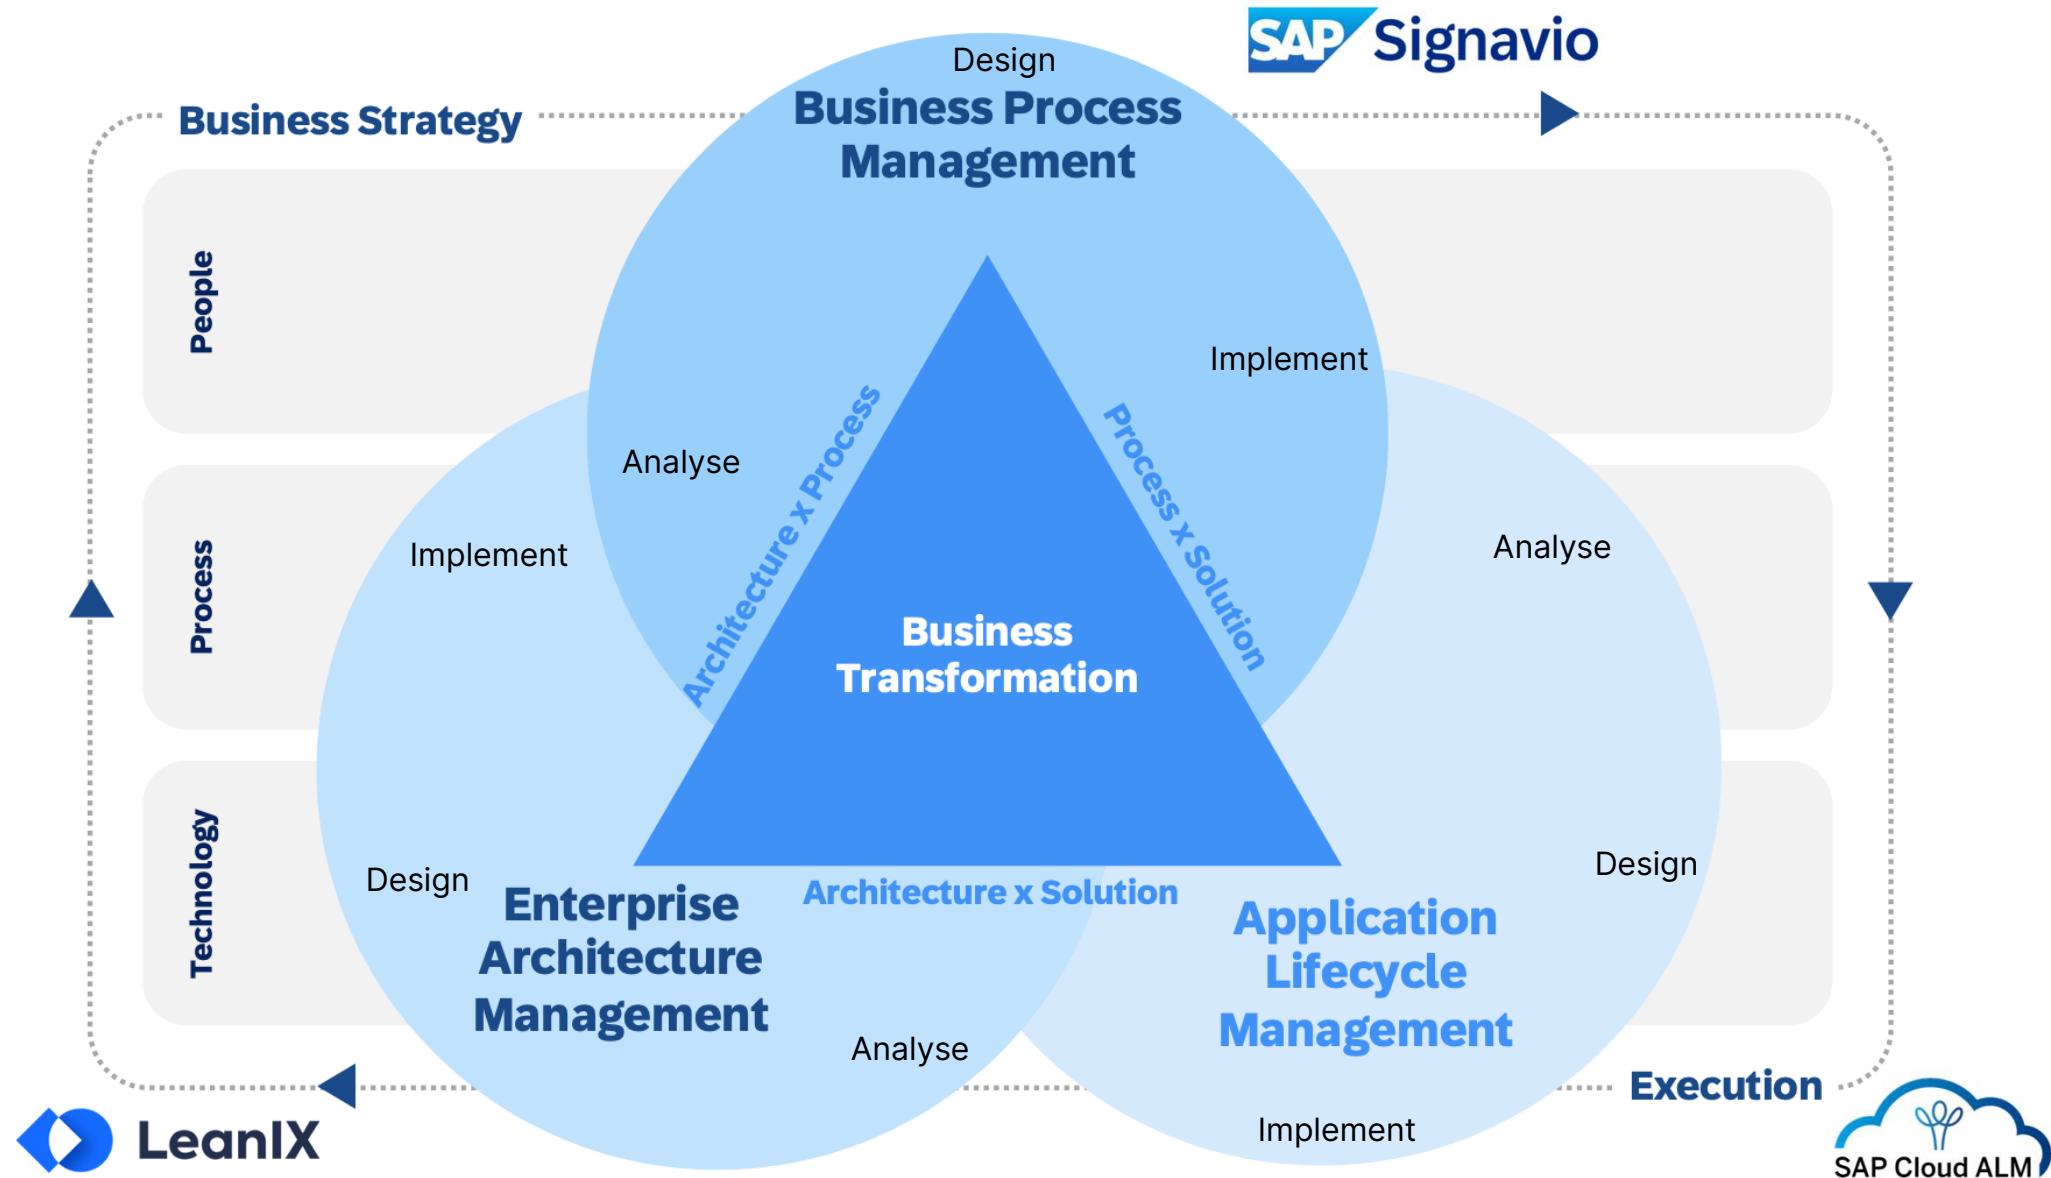 Design
SAP Signavio
Business Strategy
Business Process
Management
People
Implement
Analyse
Architecture x Process
Process x Solution
Implement
Analyse
Process
Business
Transformation
Technology
Design
Design
Architecture x Solution
Enterprise
Architecture
Management
Application
Lifecycle
Management
Analyse
Execution
Implement
LeanIX
SAP Cloud ALM